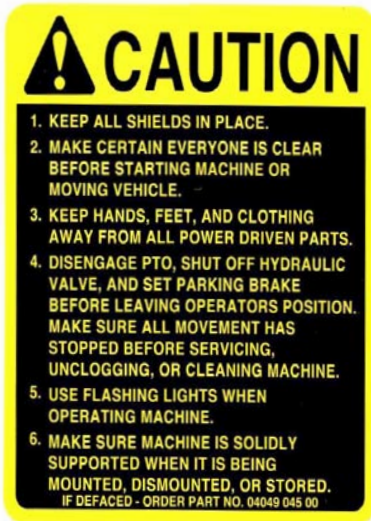 CAUTION
1. KEEP ALL SHIELDS IN PLACE.
2. MAKE CERTAIN EVERYONE IS CLEAR
BEFORE STARTING MACHINE OR
MOVING VEHICLE.
3. KEEP HANDS, FEET, AND CLOTHING
AWAY FROM ALL POWER DRIVEN PARTS.
4. DISENGAGE PTO, SHUT OFF HYDRAULIC
VALVE, AND SET PARKING BRAKE
BEFORE LEAVING OPERATORS POSITION.
MAKE SURE ALL MOVEMENT HAS
STOPPED BEFORE SERVICING,
UNCLOGGING, OR CLEANING MACHINE.
5. USE FLASHING LIGHTS WHEN
OPERATING MACHINE.
6. MAKE SURE MACHINE IS SOLIDLY
SUPPORTED WHEN IT IS BEING
MOUNTED, DISMOUNTED, OR STORED.
IF DEFACED - ORDER PART NO. 04049 045 00